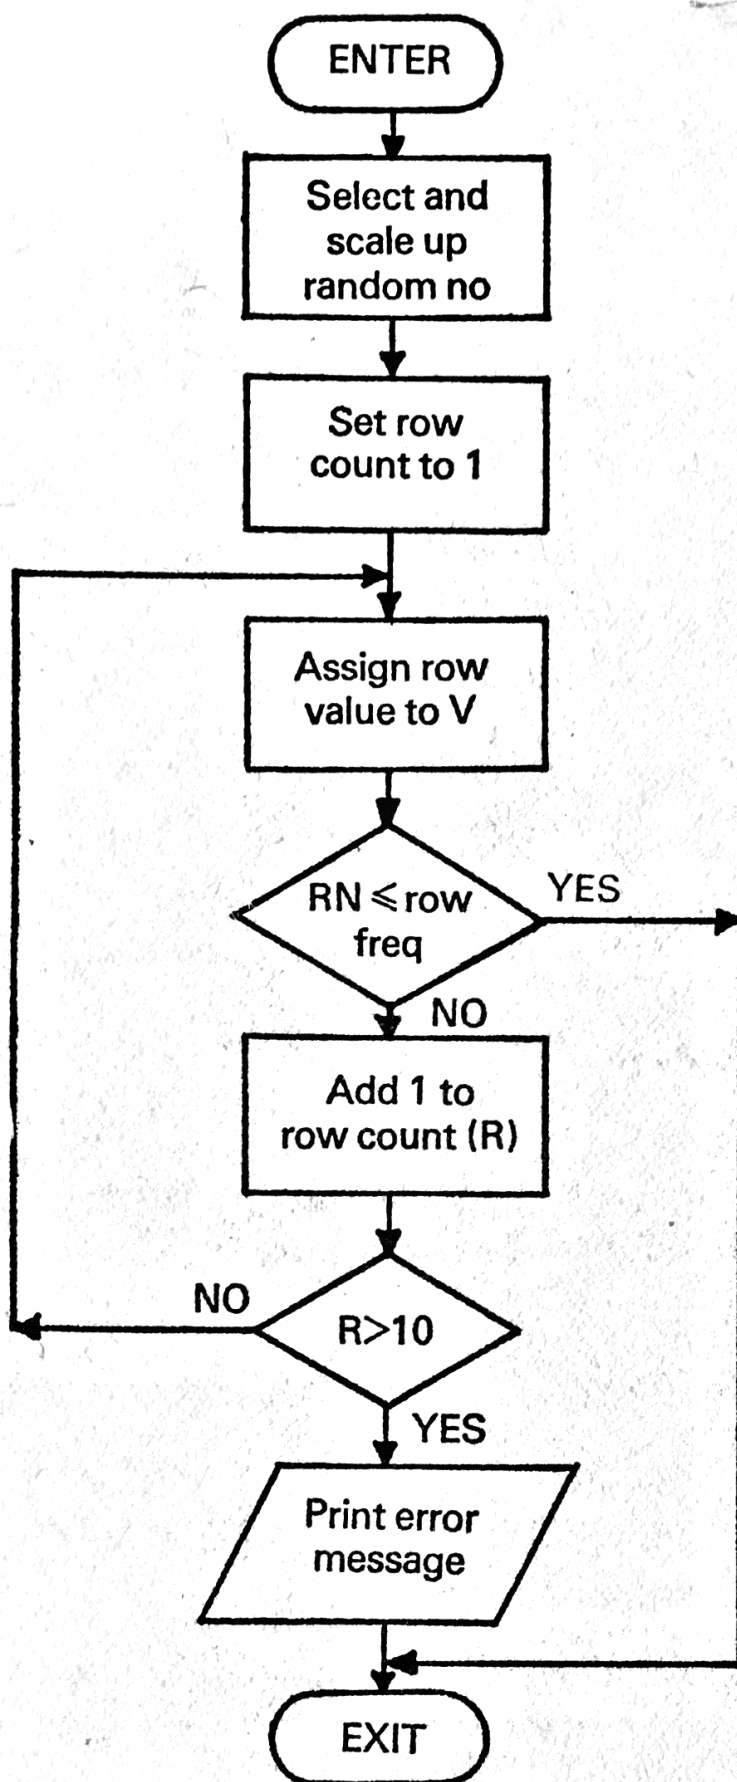 ENTER
Select and
scale up
random no
Set row
count to 1
Assign row
value to V
RN ⩽ row
freq
YES
NO
Add 1 to
row count (R)
NO
R>10
YES
Print error
message
EXIT